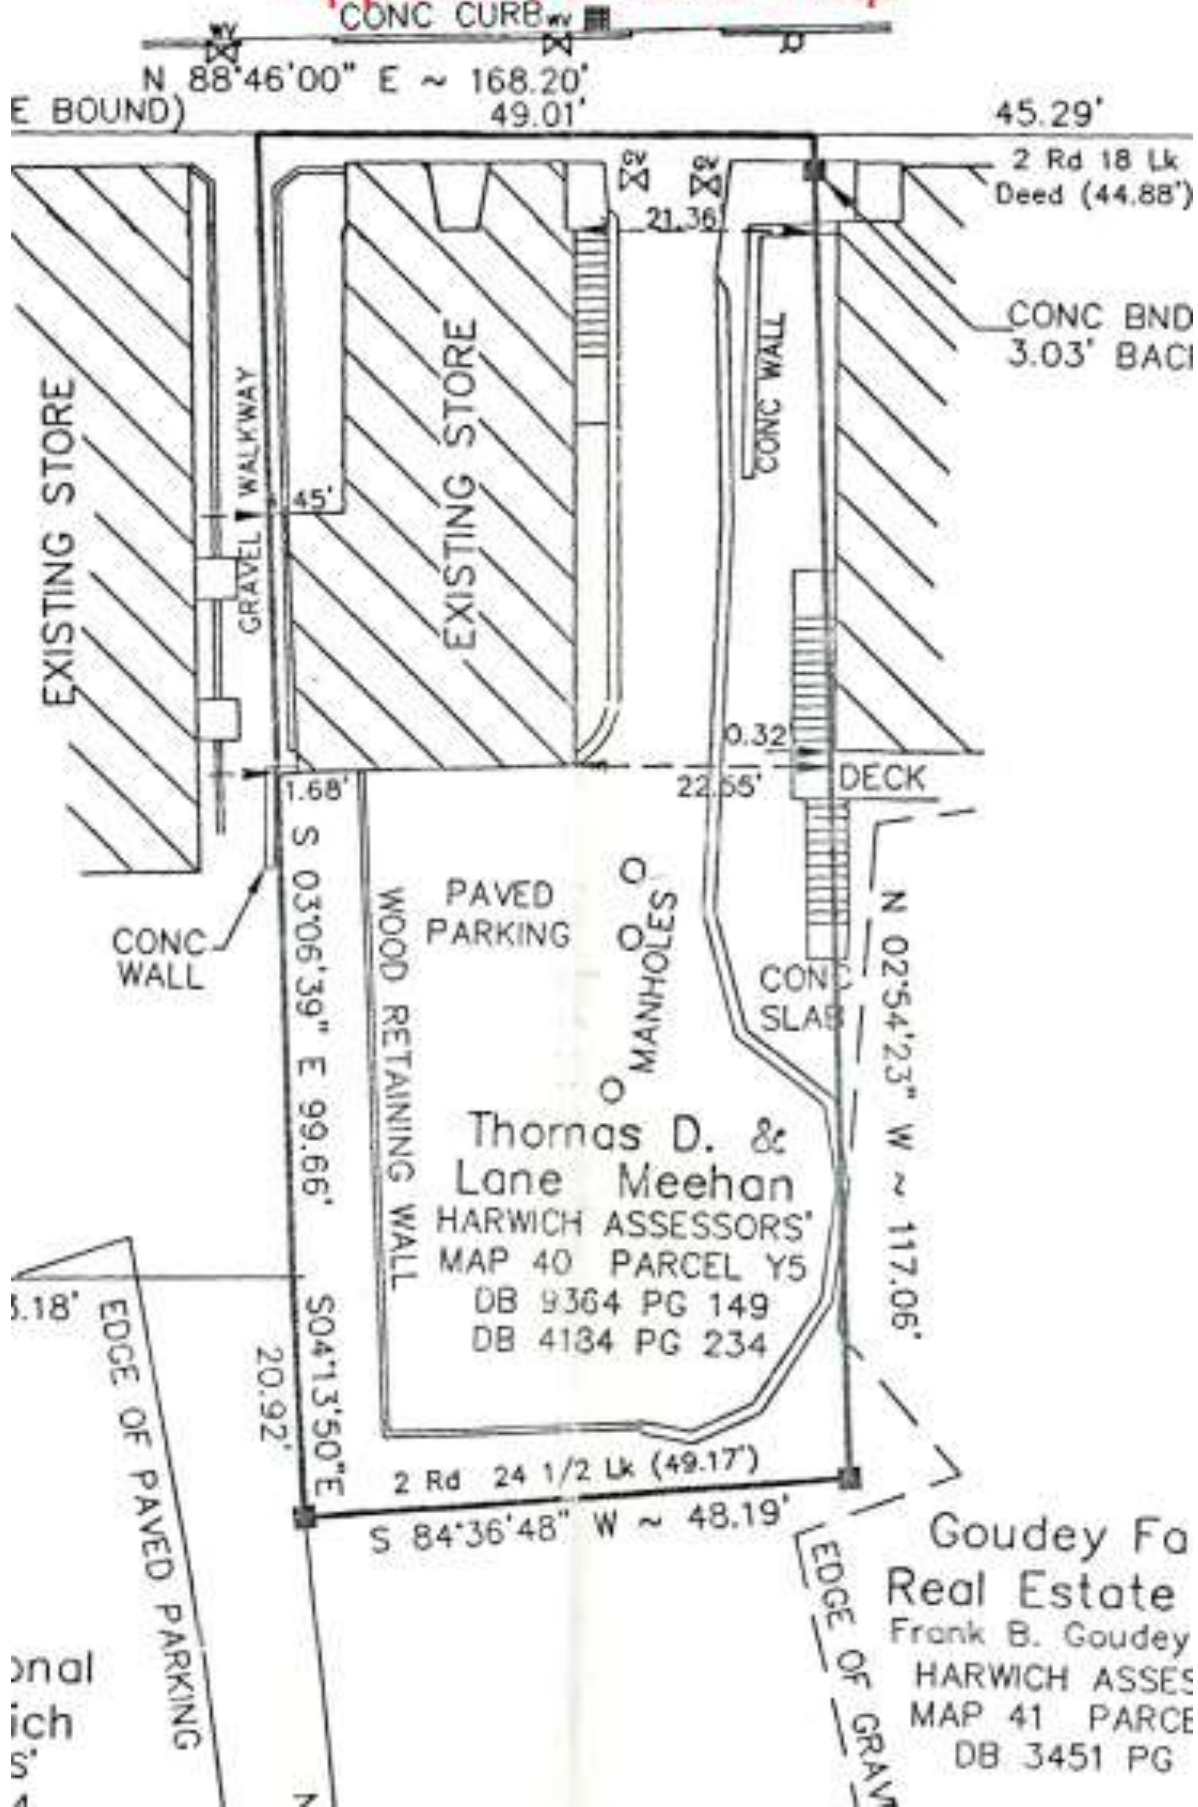 CONC CURB
WV
WV
N 88°46'00" E ~ 168.20'
E BOUND)
49.01'
45.29'
2 Rd 18 Lk
Deed (44.88')
GV
GV
21.36
CONC BND
3.03' BAC
CONC WALL
EXISTING STORE
GRAVEL WALKWAY
45'
EXISTING STORE
0.32'
22.55'
DECK
1.68'
S 03°06'39" E 99.66'
PAVED
PARKING
MANHOLES
WOOD RETAINING WALL
CONC
WALL
CONC
SLAB
N 02°54'23" W ~ 117.06'
Thomas D. &
Lane Meehan
HARWICH ASSESSORS'
MAP 40 PARCEL Y5
DB 9364 PG 149
DB 4184 PG 234
.18'
EDGE OF PAVED PARKING
20.92'
S04°13'50"E
2 Rd 24 1/2 Lk (49.17')
S 84°36'48" W ~ 48.19'
EDGE OF GRAV
Goudey Fa
Real Estate
Frank B. Goudey
HARWICH ASSES
MAP 41 PARCE
DB 3451 PG
onal
ich
S'
4
N